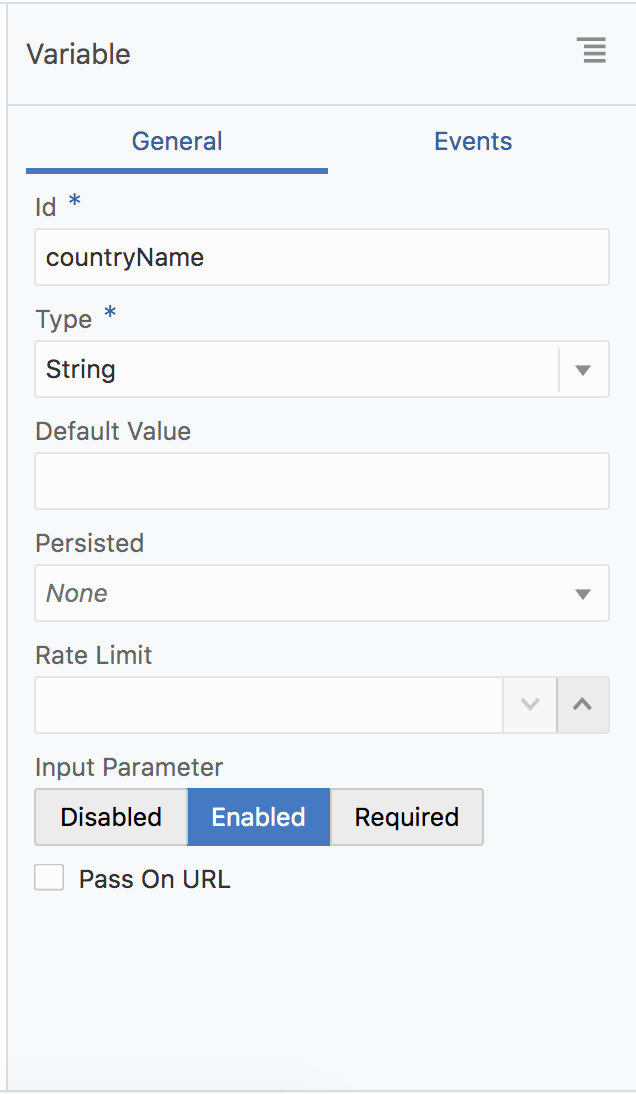 Variable
General Events
Id *
countryName
Type *
String
Default Value
Persisted
None
Rate Limit
Input Parameter
Disabled Enabled Required
Pass On URL